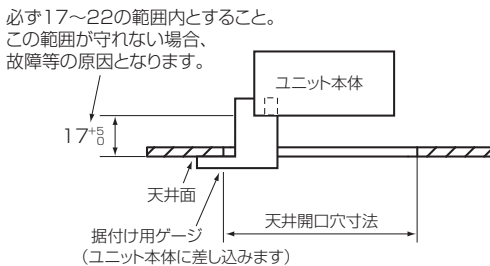 必ず17～22の範囲内とすること。
この範囲が守れない場合、
故障等の原因となります。
ユニット本体
17+5 0
天井面
天井開口穴寸法
据付け用ゲージ
（ユニット本体に差し込みます）